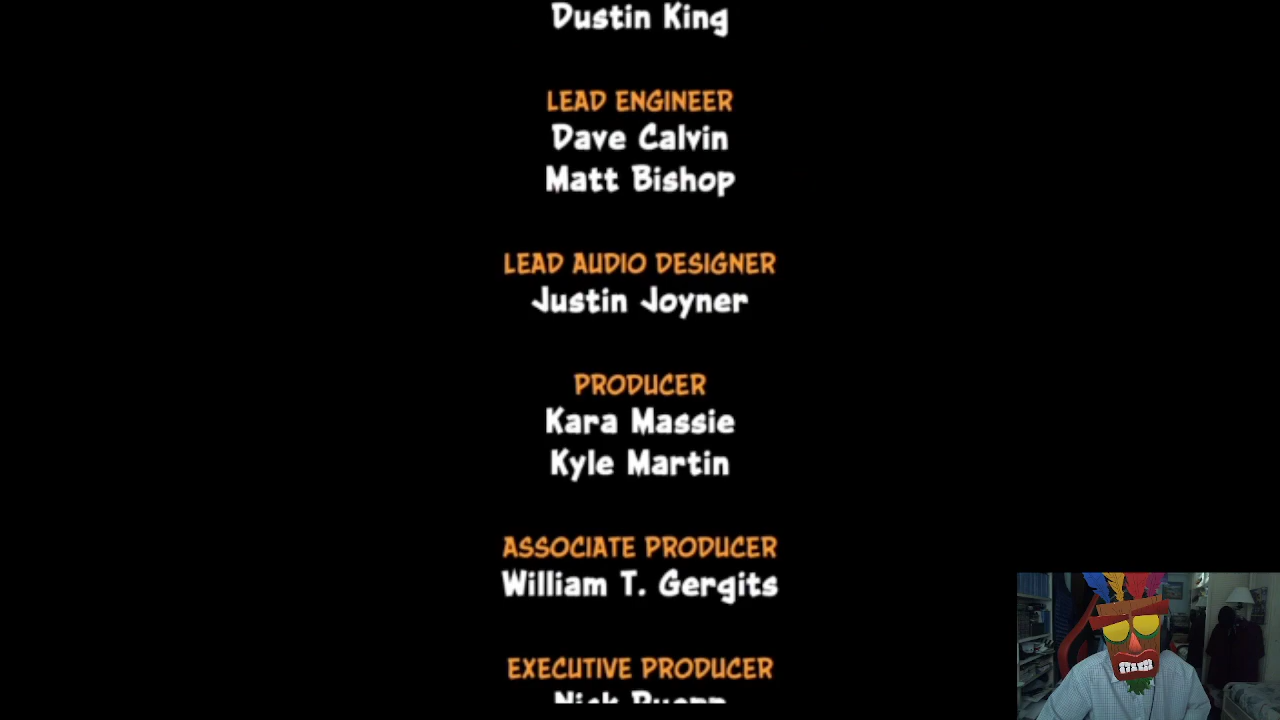 Dustin King
LEAD ENGINEER
Dave Calvin
Matt Bishop
LEAD AUDIO DESIGNER
Justin Joyner
PRODUCER
Kara Massie
Kyle Martin
ASSOCIATE PRODUCER
William T. Gergits
EXECUTIVE PRODUCER
Nick